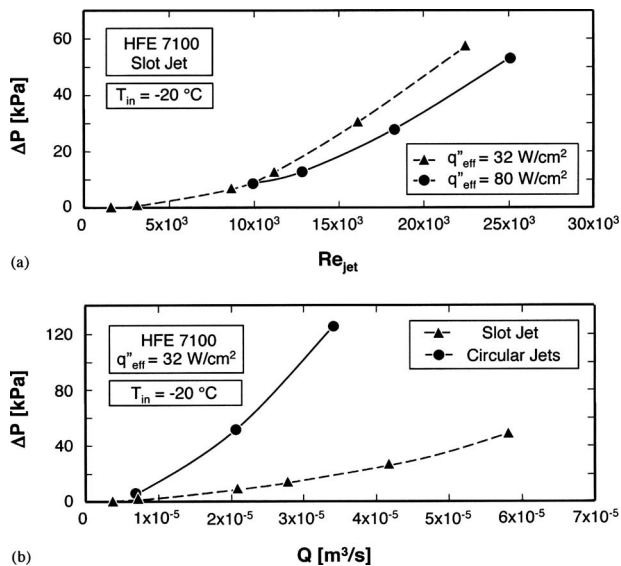 60
40
20
0
ΔP [kPa]
HFE 7100
Slot Jet
T_in = -20 °C
q"_eff = 32 W/cm²
q"_eff = 80 W/cm²
0 5x10³ 10x10³ 15x10³ 20x10³ 25x10³ 30x10³
(a)
Re_jet
120
80
40
0
ΔP [kPa]
HFE 7100
q"_eff = 32 W/cm²
T_in = -20 °C
Slot Jet
Circular Jets
0 1x10⁻⁵ 2x10⁻⁵ 3x10⁻⁵ 4x10⁻⁵ 5x10⁻⁵ 6x10⁻⁵ 7x10⁻⁵
(b)
Q [m³/s]